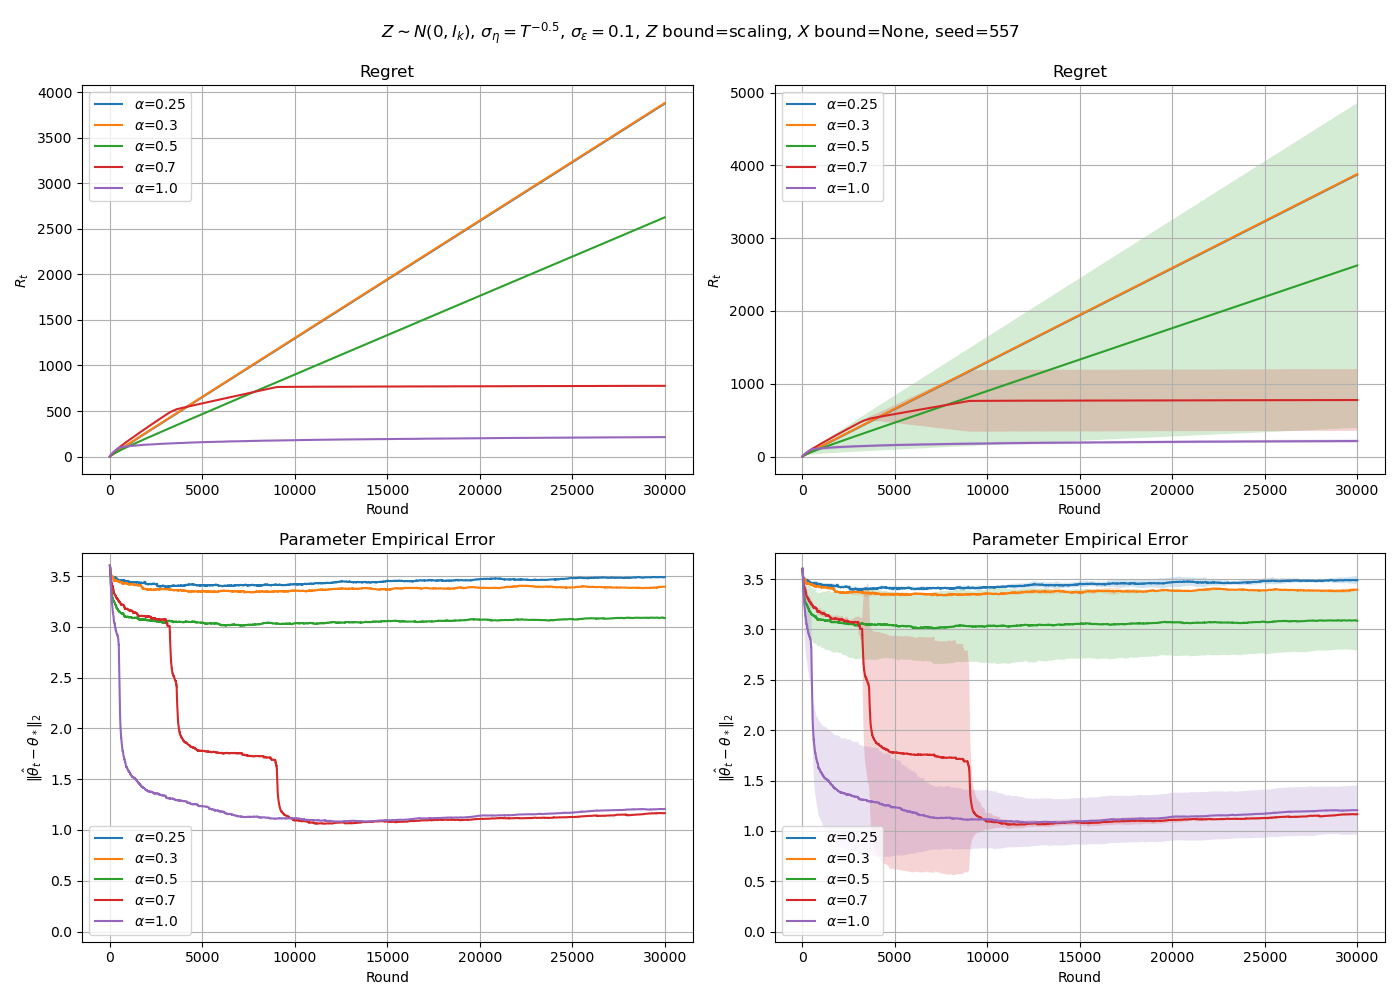 Z ~ N(0, I_k), σ_η = T^{−0.5}, σ_ε = 0.1, Z bound=scaling, X bound=None, seed=557
Regret
4000
3500
3000
2500
2000
1500
1000
500
0
R_t
α=0.25
α=0.3
α=0.5
α=0.7
α=1.0
0 5000 10000 15000 20000 25000 30000
Round
Regret
5000
4000
3000
2000
1000
0
R_t
α=0.25
α=0.3
α=0.5
α=0.7
α=1.0
0 5000 10000 15000 20000 25000 30000
Round
Parameter Empirical Error
3.5
3.0
2.5
2.0
1.5
1.0
0.5
0.0
‖θ̂_t − θ_*‖_2
α=0.25
α=0.3
α=0.5
α=0.7
α=1.0
0 5000 10000 15000 20000 25000 30000
Round
Parameter Empirical Error
3.5
3.0
2.5
2.0
1.5
1.0
0.5
0.0
‖θ̂_t − θ_*‖_2
α=0.25
α=0.3
α=0.5
α=0.7
α=1.0
0 5000 10000 15000 20000 25000 30000
Round